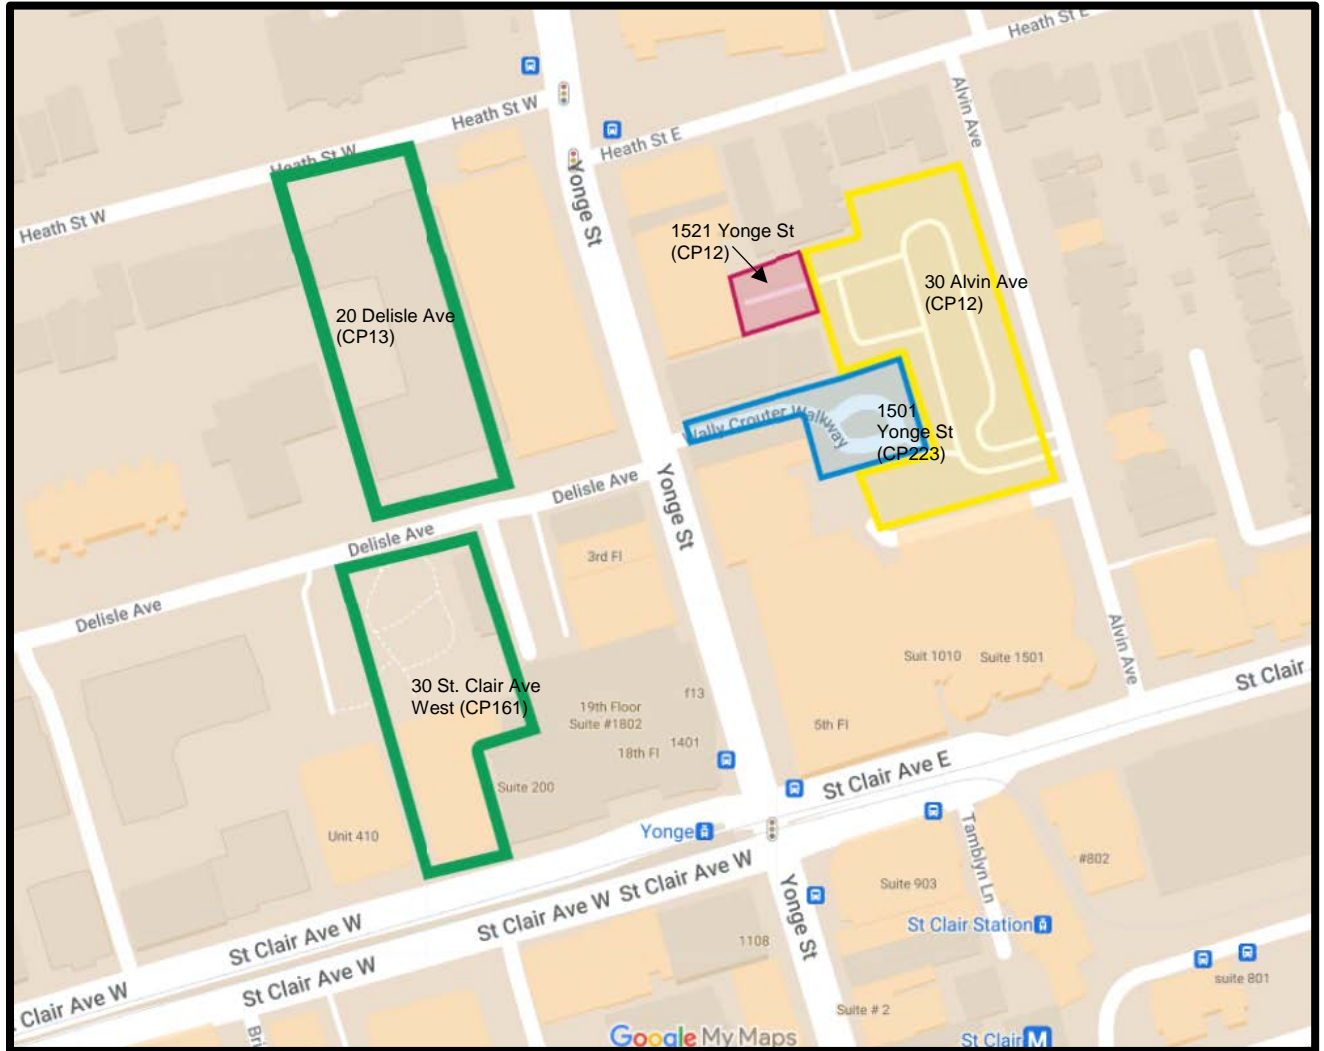 Heath St E
Heath St W
Heath St W
Heath St W
Heath St E
Alvin Ave
Yonge St
1521 Yonge St
(CP12)
30 Alvin Ave
(CP12)
20 Delisle Ave
(CP13)
Wally Crouter Walkway
1501
Yonge St
(CP223)
Delisle Ave
Yonge St
Delisle Ave
3rd Fl
Delisle Ave
Alvin Ave
Suit 1010
Suite 1501
St Clair
30 St. Clair Ave
West (CP161)
f13
19th Floor
Suite #1802
1401
18th Fl
5th Fl
St Clair Ave E
Suite 200
Unit 410
Yonge
Tamblyn Ln
#802
St Clair Ave W
Suite 903
Yonge St
St Clair Ave W
St Clair Station
St Clair Ave W
1108
St Clair Ave W
suite 801
Clair Ave W
Suite # 2
Bri
Google My Maps
St Clair M